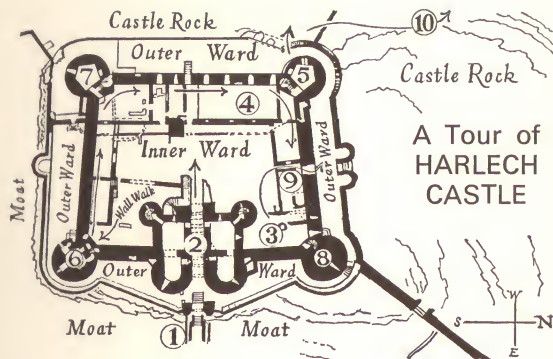 Castle Rock
10
Outer Ward
7
5
Castle Rock
4
A Tour of
HARLECH
CASTLE
Inner Ward
Outer Ward
Outer Ward
9
Moat
Wall Walk
3
2
6
8
Outer
Ward
W
S
N
E
1
Moat
Moat